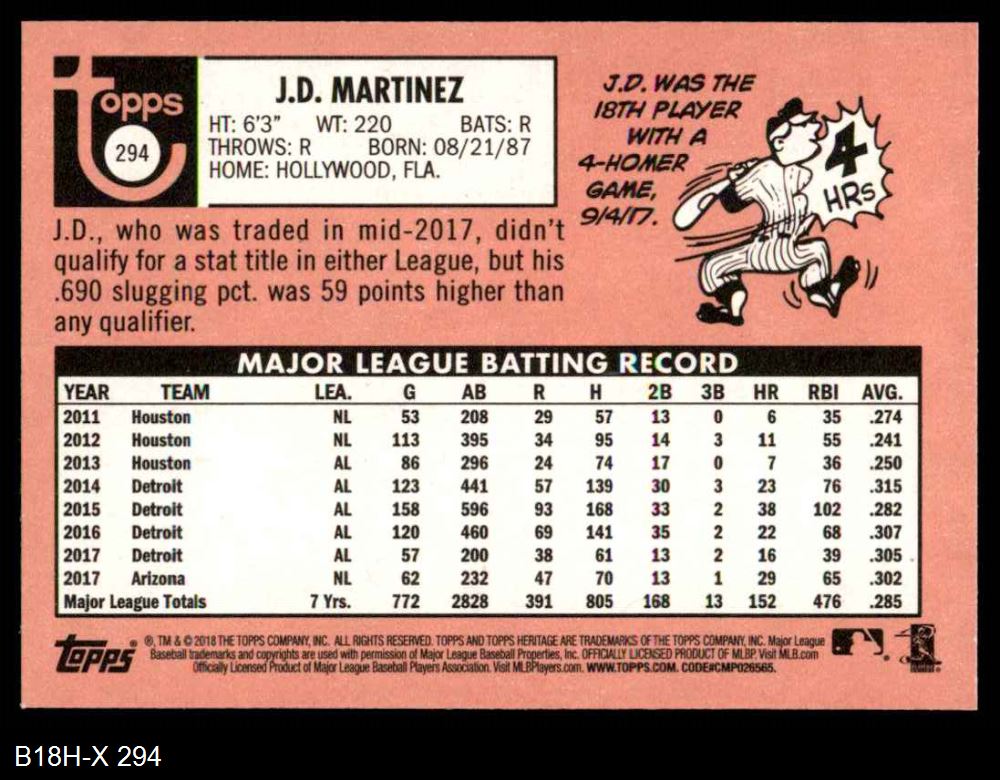 topps
294
J.D. MARTINEZ
HT: 6'3" WT: 220 BATS: R
THROWS: R BORN: 08/21/87
HOME: HOLLYWOOD, FLA.
J.D. WAS THE
18TH PLAYER
WITH A
4-HOMER
GAME,
9/4/17.
4
HRs
J.D., who was traded in mid-2017, didn't
qualify for a stat title in either League, but his
.690 slugging pct. was 59 points higher than
any qualifier.
MAJOR LEAGUE BATTING RECORD
YEAR TEAM LEA. G AB R H 2B 3B HR RBI AVG.
2011 Houston NL 53 208 29 57 13 0 6 35 .274
2012 Houston NL 113 395 34 95 14 3 11 55 .241
2013 Houston AL 86 296 24 74 17 0 7 36 .250
2014 Detroit AL 123 441 57 139 30 3 23 76 .315
2015 Detroit AL 158 596 93 168 33 2 38 102 .282
2016 Detroit AL 120 460 69 141 35 2 22 68 .307
2017 Detroit AL 57 200 38 61 13 2 16 39 .305
2017 Arizona NL 62 232 47 70 13 1 29 65 .302
Major League Totals 7 Yrs. 772 2828 391 805 168 13 152 476 .285
Topps®
®, TM & © 2018 THE TOPPS COMPANY, INC. ALL RIGHTS RESERVED. TOPPS AND TOPPS HERITAGE ARE TRADEMARKS OF THE TOPPS COMPANY, INC. Major League
Baseball trademarks and copyrights are used with permission of Major League Baseball Properties, Inc. OFFICIALLY LICENSED PRODUCT OF MLBP. Visit MLB.com
Officially Licensed Product of Major League Baseball Players Association. Visit MLBPlayers.com. WWW.TOPPS.COM. CODE#CMP026565.
B18H-X 294